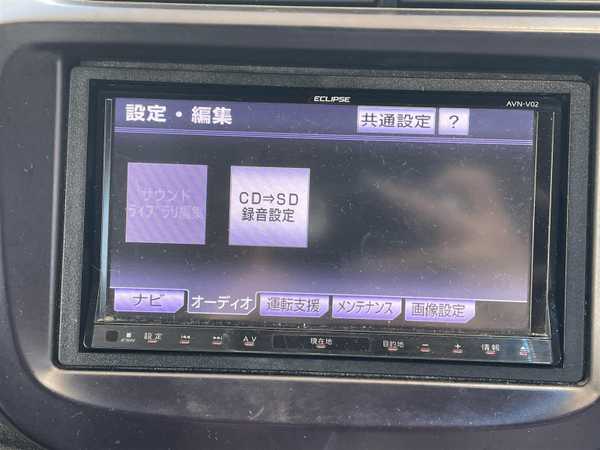 ECLIPSE
AVN-V02
設定・編集
共通設定
?
サウンド
ライブラリ編集
CD⇒SD
録音設定
ナビ
オーディオ
運転支援
メンテナンス
画像設定
設定
AV
現在地
目的地
−
+
情報